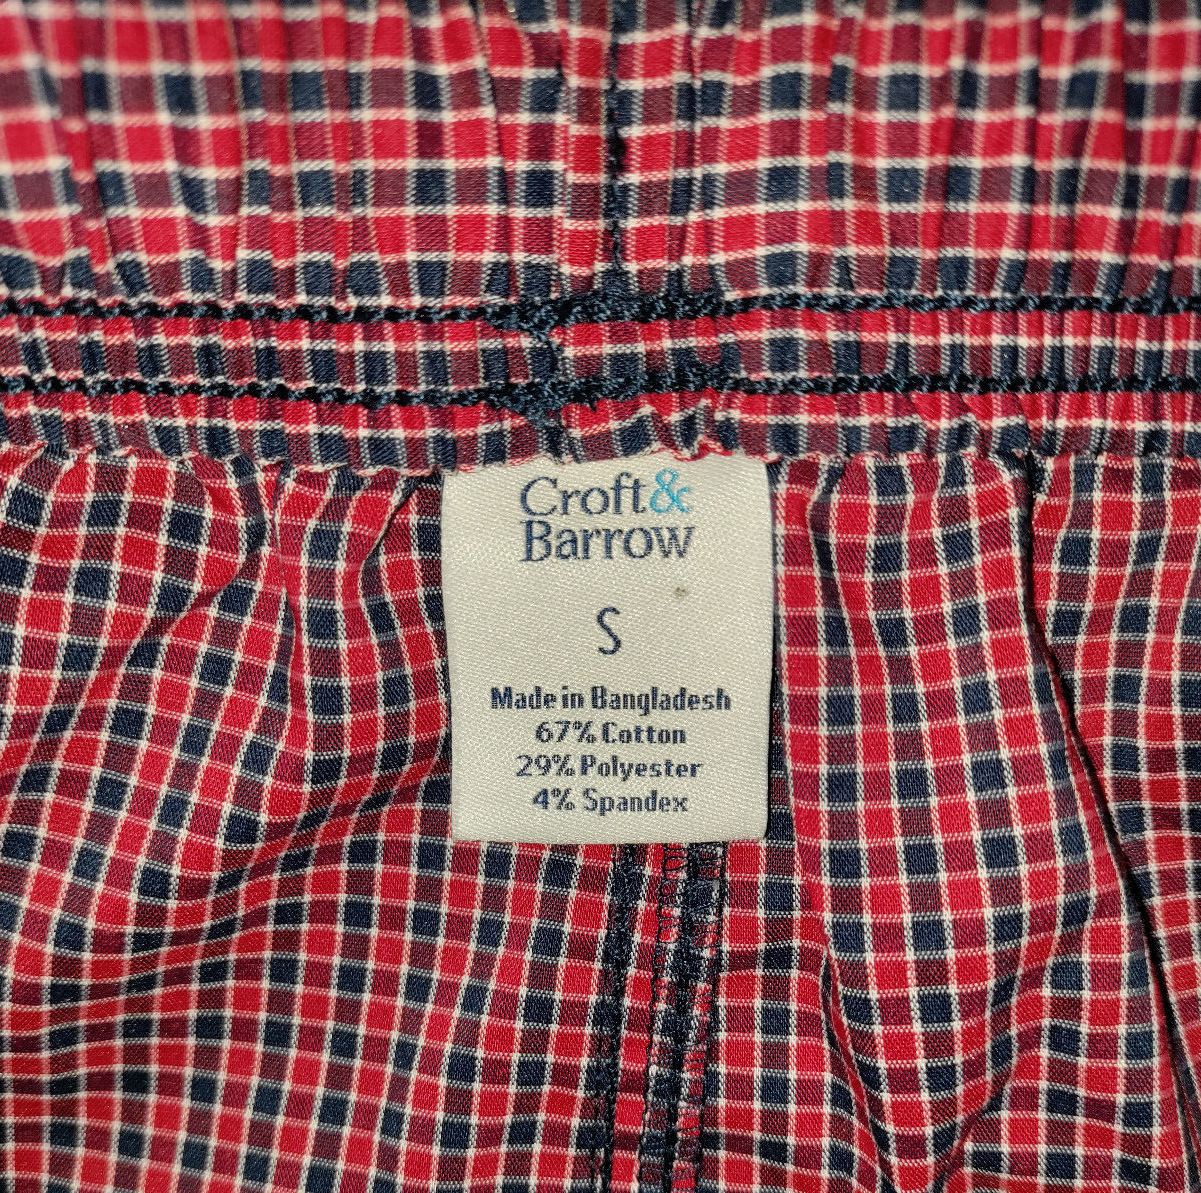 Croft&
Barrow
S
Made in Bangladesh
67% Cotton
29% Polyester
4% Spandex